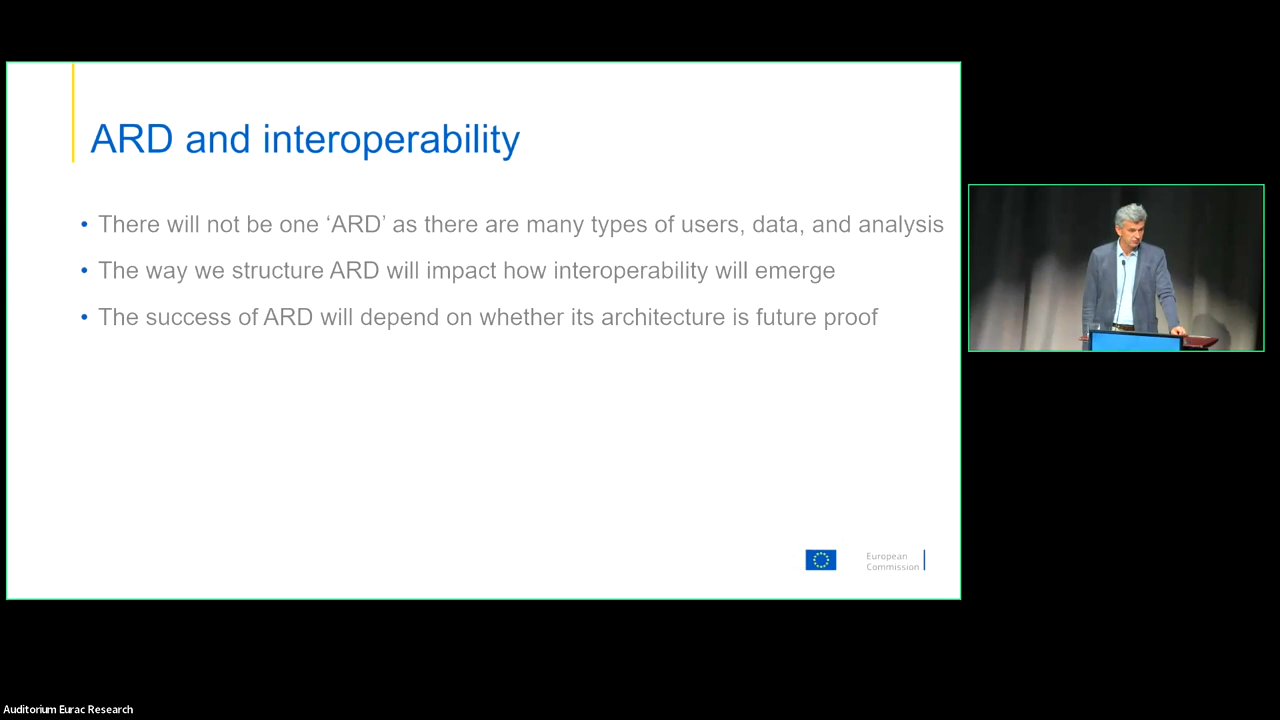 ARD and interoperability
• There will not be one ‘ARD’ as there are many types of users, data, and analysis
• The way we structure ARD will impact how interoperability will emerge
• The success of ARD will depend on whether its architecture is future proof
European
Commission
Auditorium Eurac Research